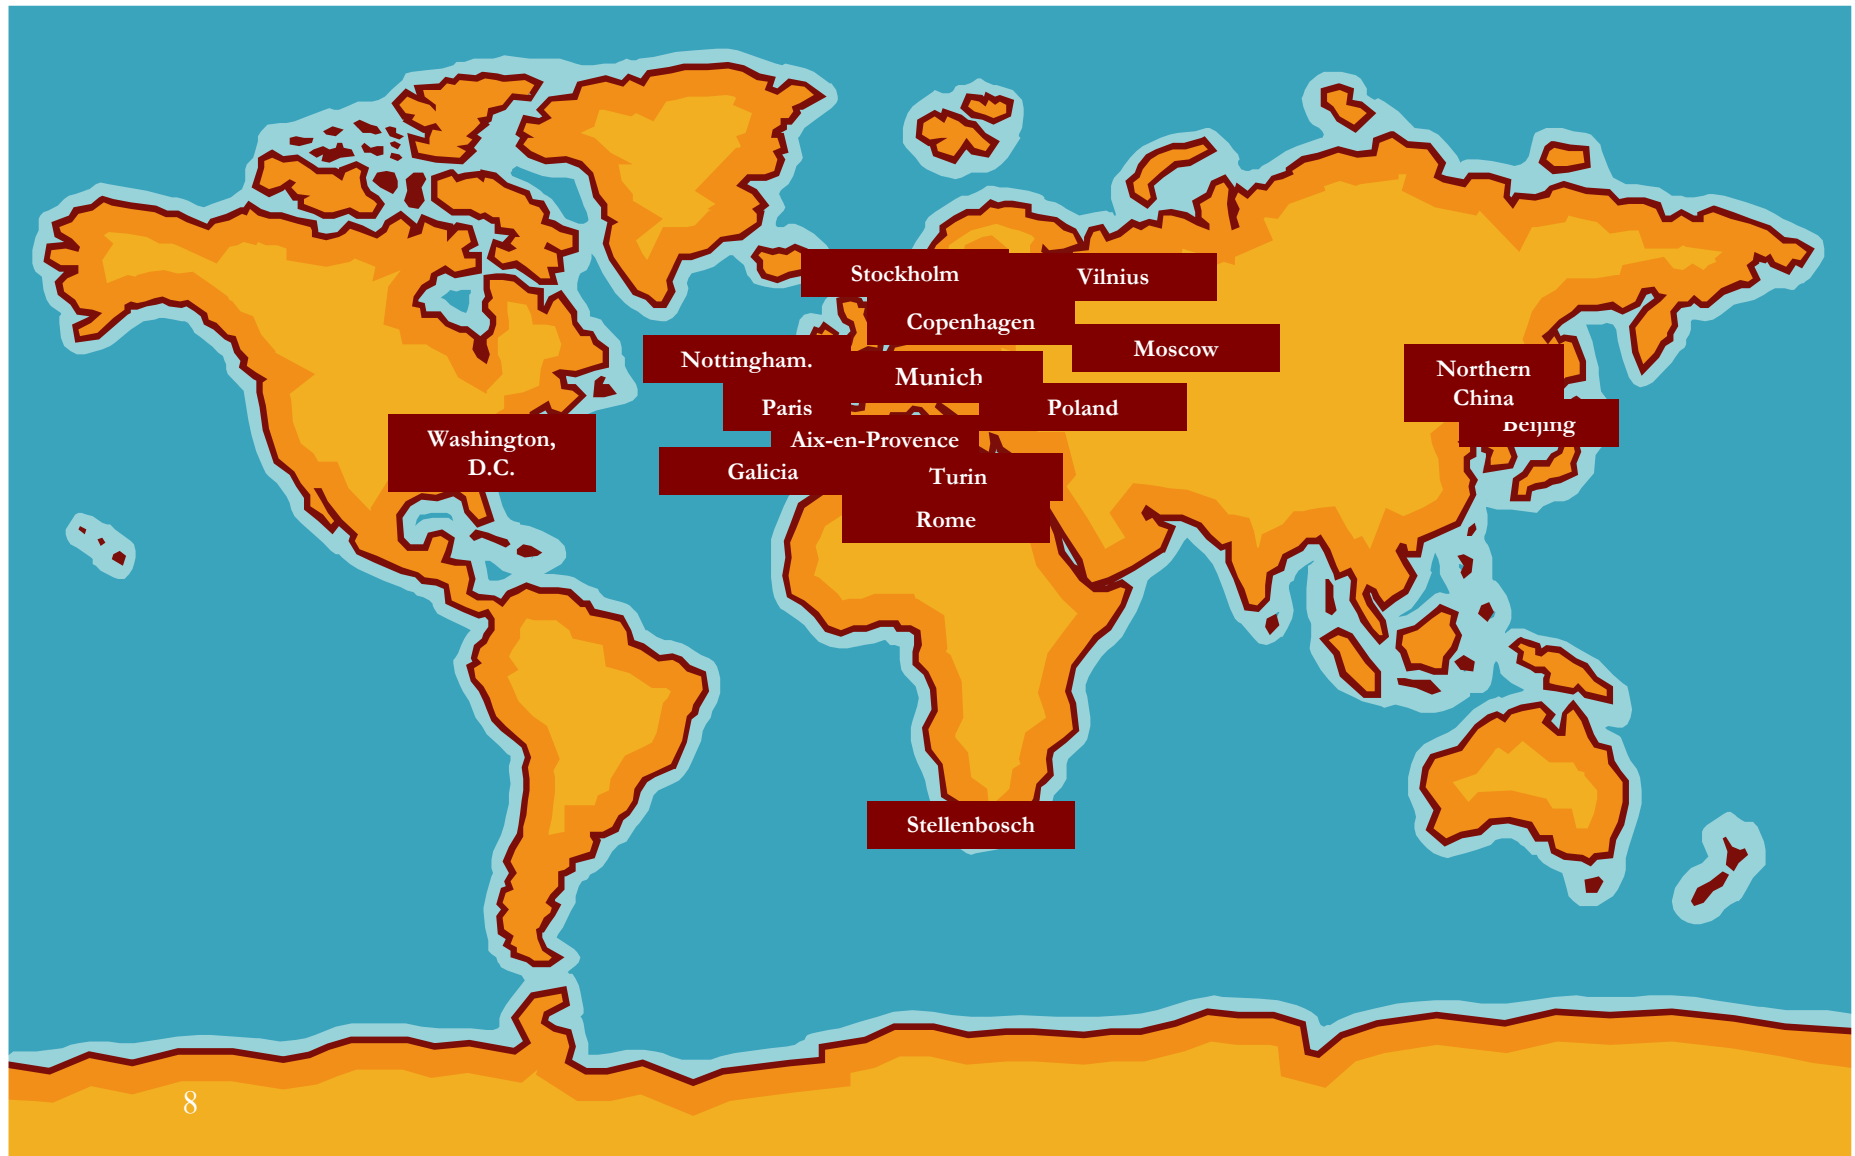 Stockholm
Vilnius
Copenhagen
Moscow
Nottingham.
Munich
Northern
China
Paris
Poland
Beijing
Washington,
D.C.
Aix-en-Provence
Galicia
Turin
Rome
Stellenbosch
8